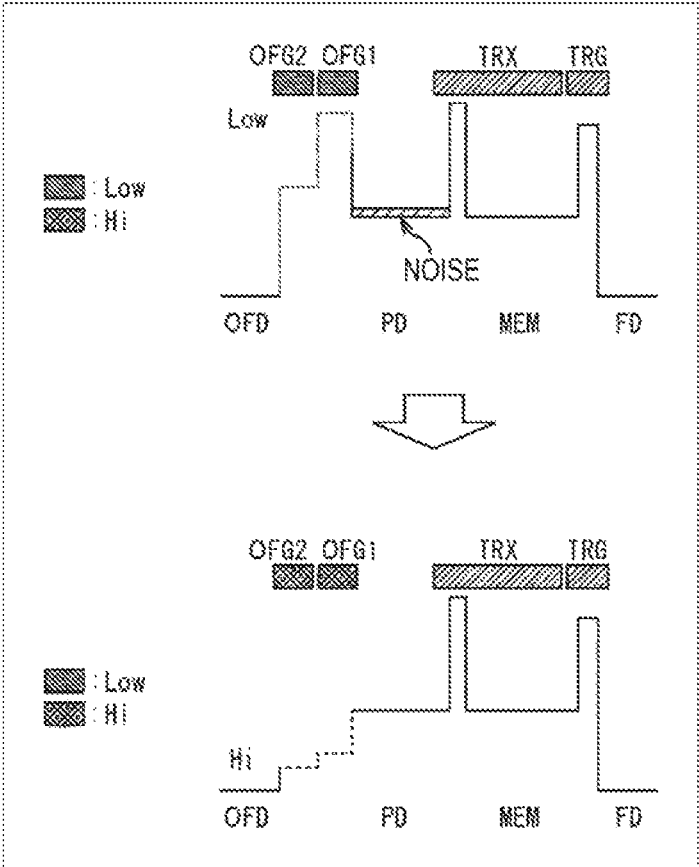 OFG2 OFG1 TRX TRG
Low
: Low
: Hi
NOISE
OFD PD MEM FD
OFG2 OFG1 TRX TRG
: Low
: Hi
Hi
OFD PD MEM FD